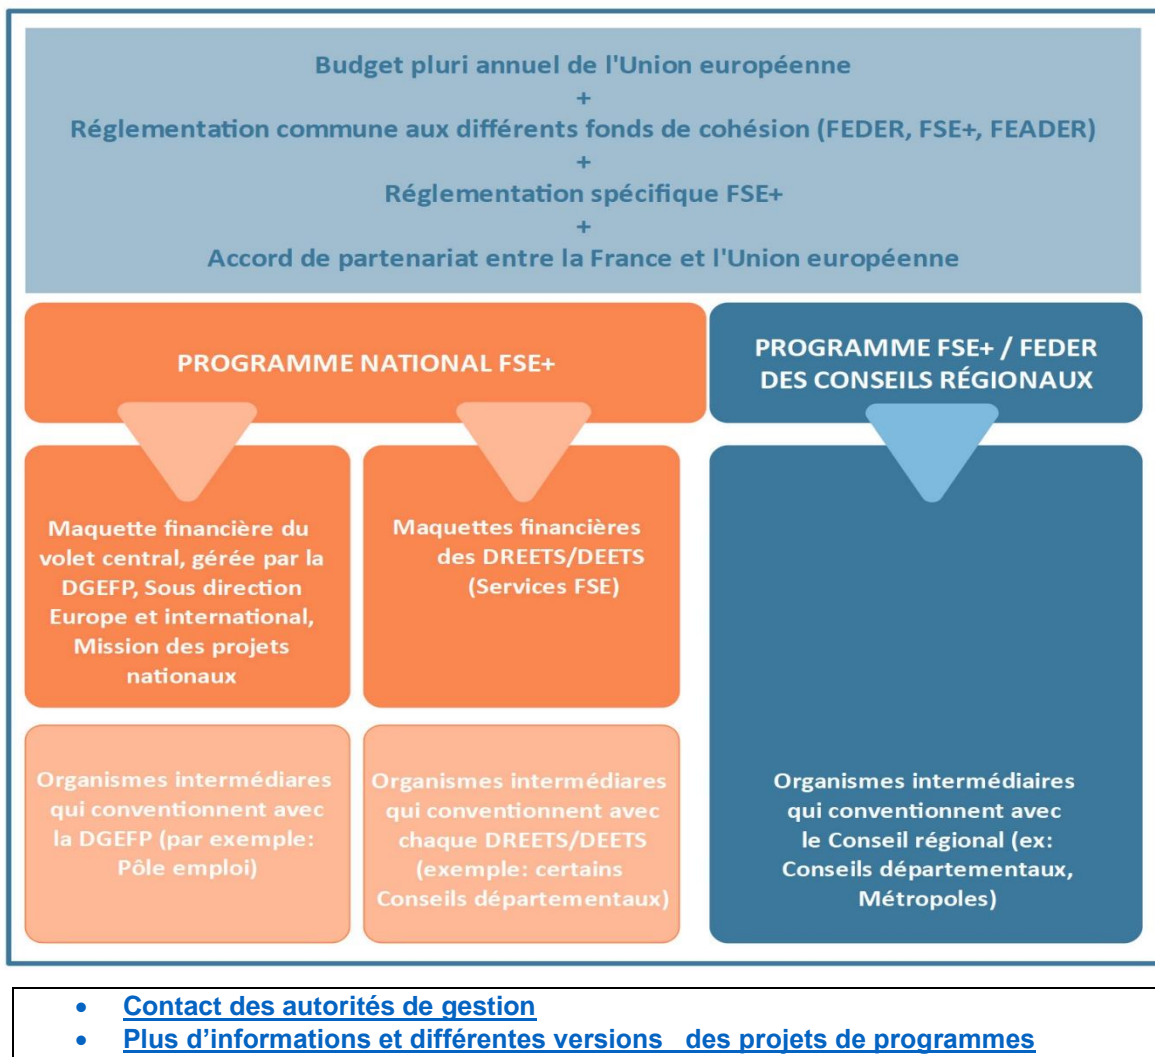 Budget pluri annuel de l'Union européenne
+
Réglementation commune aux différents fonds de cohésion (FEDER, FSE+, FEADER)
+
Réglementation spécifique FSE+
+
Accord de partenariat entre la France et l'Union européenne
PROGRAMME NATIONAL FSE+
PROGRAMME FSE+ / FEDER
DES CONSEILS RÉGIONAUX
Maquette financière du
volet central, gérée par la
DGEFP, Sous direction
Europe et international,
Mission des projets
nationaux
Maquettes financières
des DREETS/DEETS
(Services FSE)
Organismes intermédiares
qui conventionnent avec
la DGEFP (par exemple:
Pôle emploi)
Organismes intermédiares
qui conventionnent avec
chaque DREETS/DEETS
(exemple: certains
Conseils départementaux)
Organismes intermédiaires
qui conventionnent avec
le Conseil régional (ex:
Conseils départementaux,
Métropoles)
• Contact des autorités de gestion
• Plus d’informations et différentes versions des projets de programmes